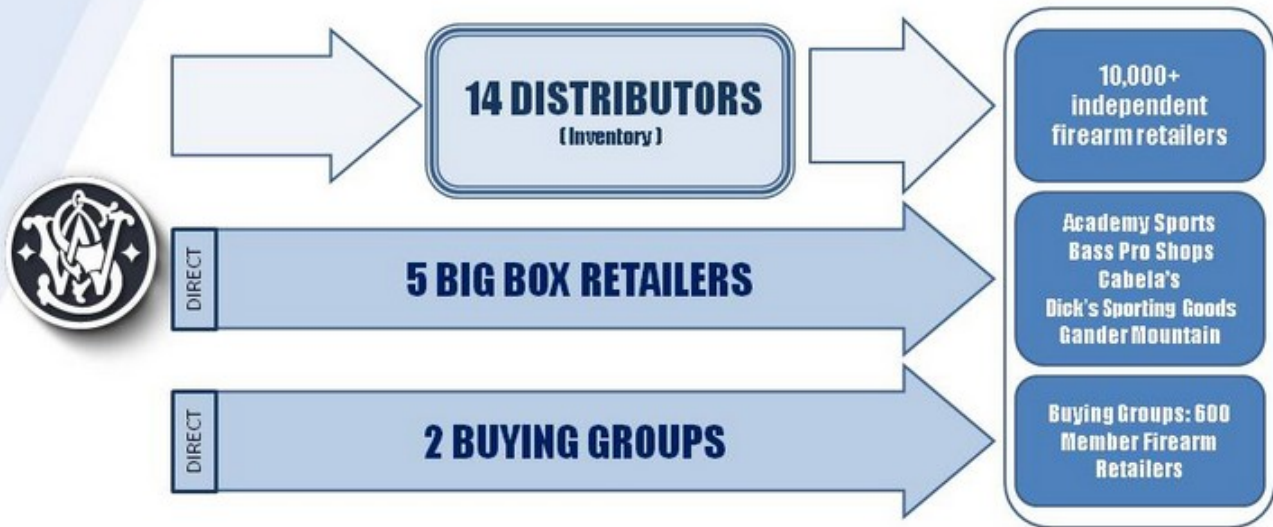 14 DISTRIBUTORS
( Inventory )
10,000+
independent
firearm retailers
DIRECT
5 BIG BOX RETAILERS
Academy Sports
Bass Pro Shops
Cabela's
Dick's Sporting Goods
Gander Mountain
DIRECT
2 BUYING GROUPS
Buying Groups: 600
Member Firearm
Retailers
SW